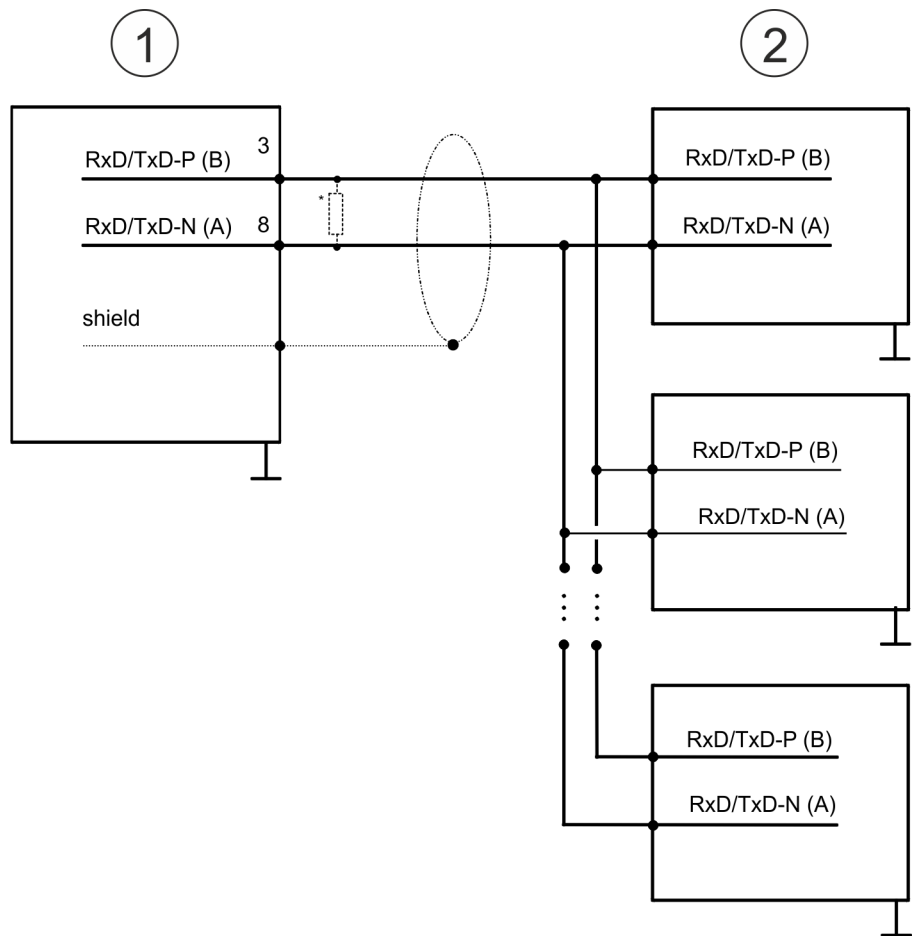 1
2
RxD/TxD-P (B) 3
RxD/TxD-N (A) 8
*
shield
RxD/TxD-P (B)
RxD/TxD-N (A)
RxD/TxD-P (B)
RxD/TxD-N (A)
RxD/TxD-P (B)
RxD/TxD-N (A)